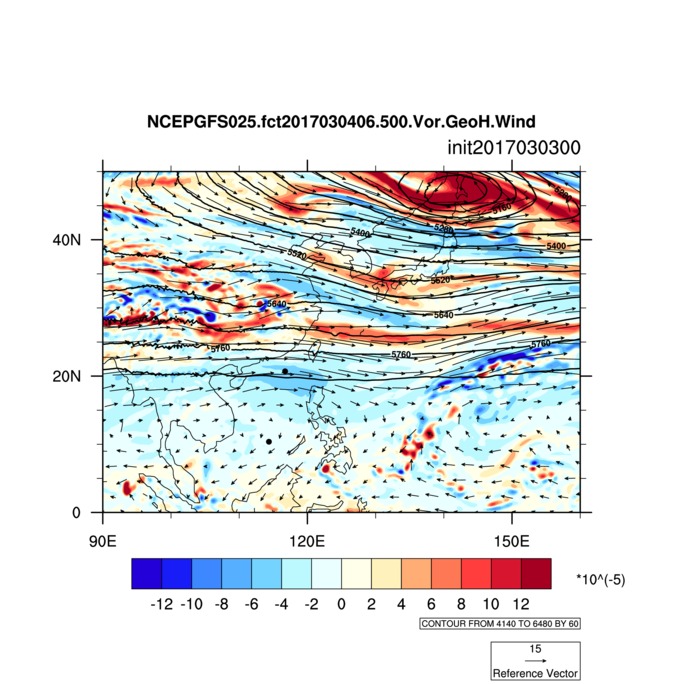 NCEPGFS025.fct2017030406.500.Vor.GeoH.Wind
init2017030300
5160
5280
5400
5400
5520
5520
5640
5640
5760
5760
5760
40N
20N
0
90E 120E 150E
-12 -10 -8 -6 -4 -2 0 2 4 6 8 10 12
*10^(-5)
CONTOUR FROM 4140 TO 6480 BY 60
15
Reference Vector